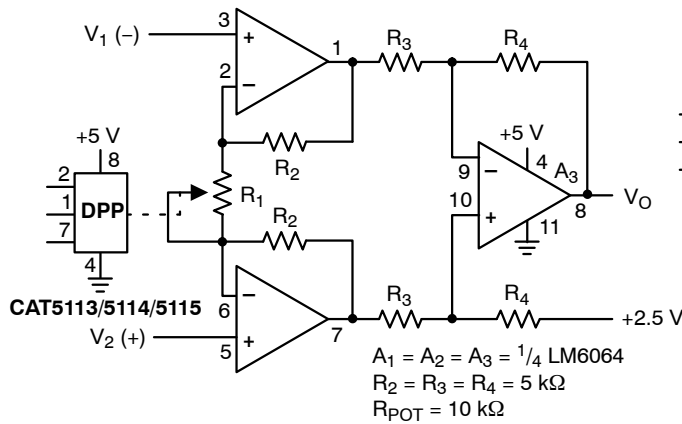 3
V1 (−)
+
1
R3
R4
2
−
+5 V
8
R2
+5 V
4
A3
9
−
2
1
DPP
7
R1
10
+
8
VO
R2
11
4
CAT5113/5114/5115
6
−
R3
R4
+2.5 V
V2 (+)
5
+
7
A1 = A2 = A3 = 1/4 LM6064
R2 = R3 = R4 = 5 kΩ
RPOT = 10 kΩ